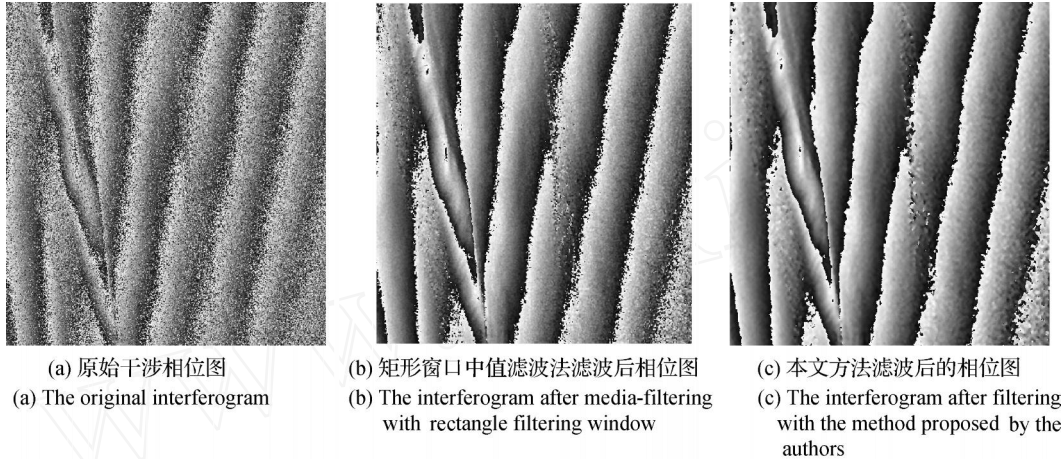 (a) 原始干涉相位图
(a) The original interferogram
(b) 矩形窗口中值滤波法滤波后相位图
(b) The interferogram after media-filtering
with rectangle filtering window
(c) 本文方法滤波后的相位图
(c) The interferogram after filtering
with the method proposed by the
authors